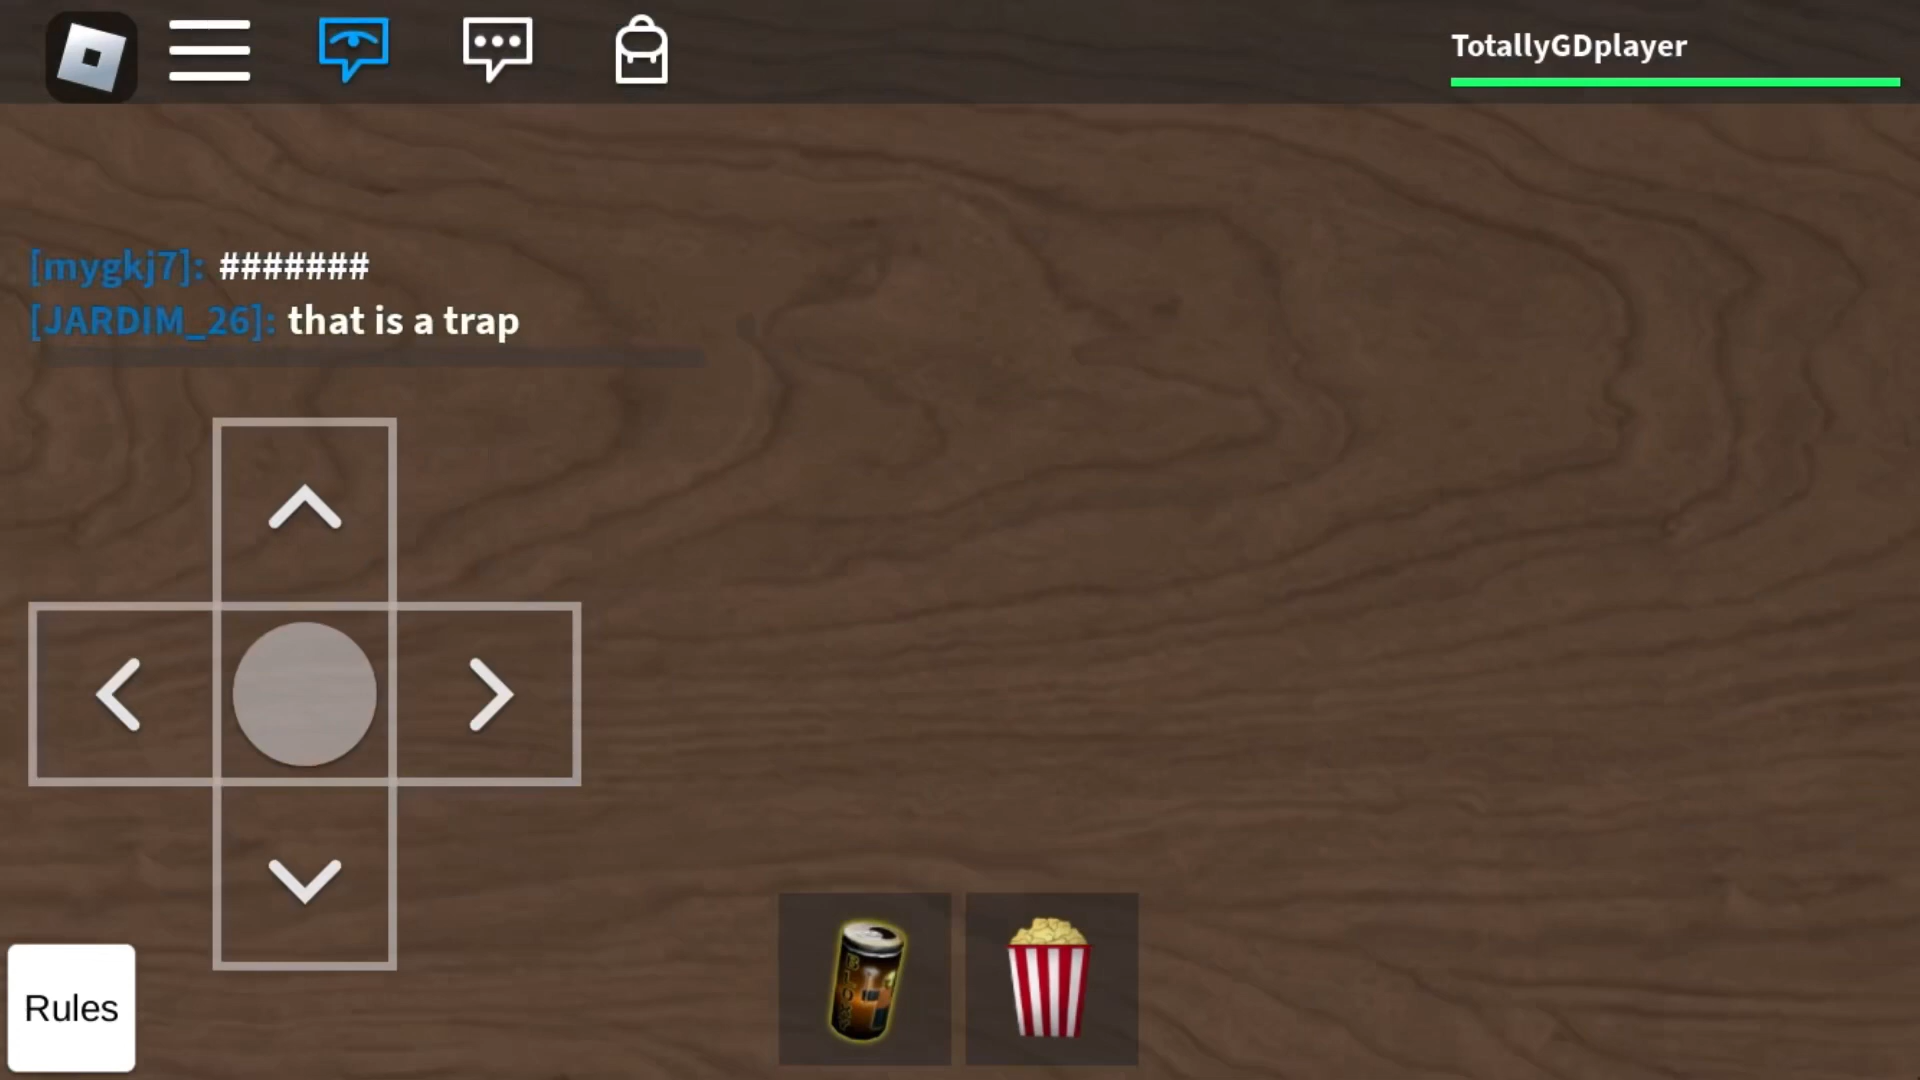 TotallyGDplayer
[mygkj7]: #######
[JARDIM_26]: that is a trap
Rules